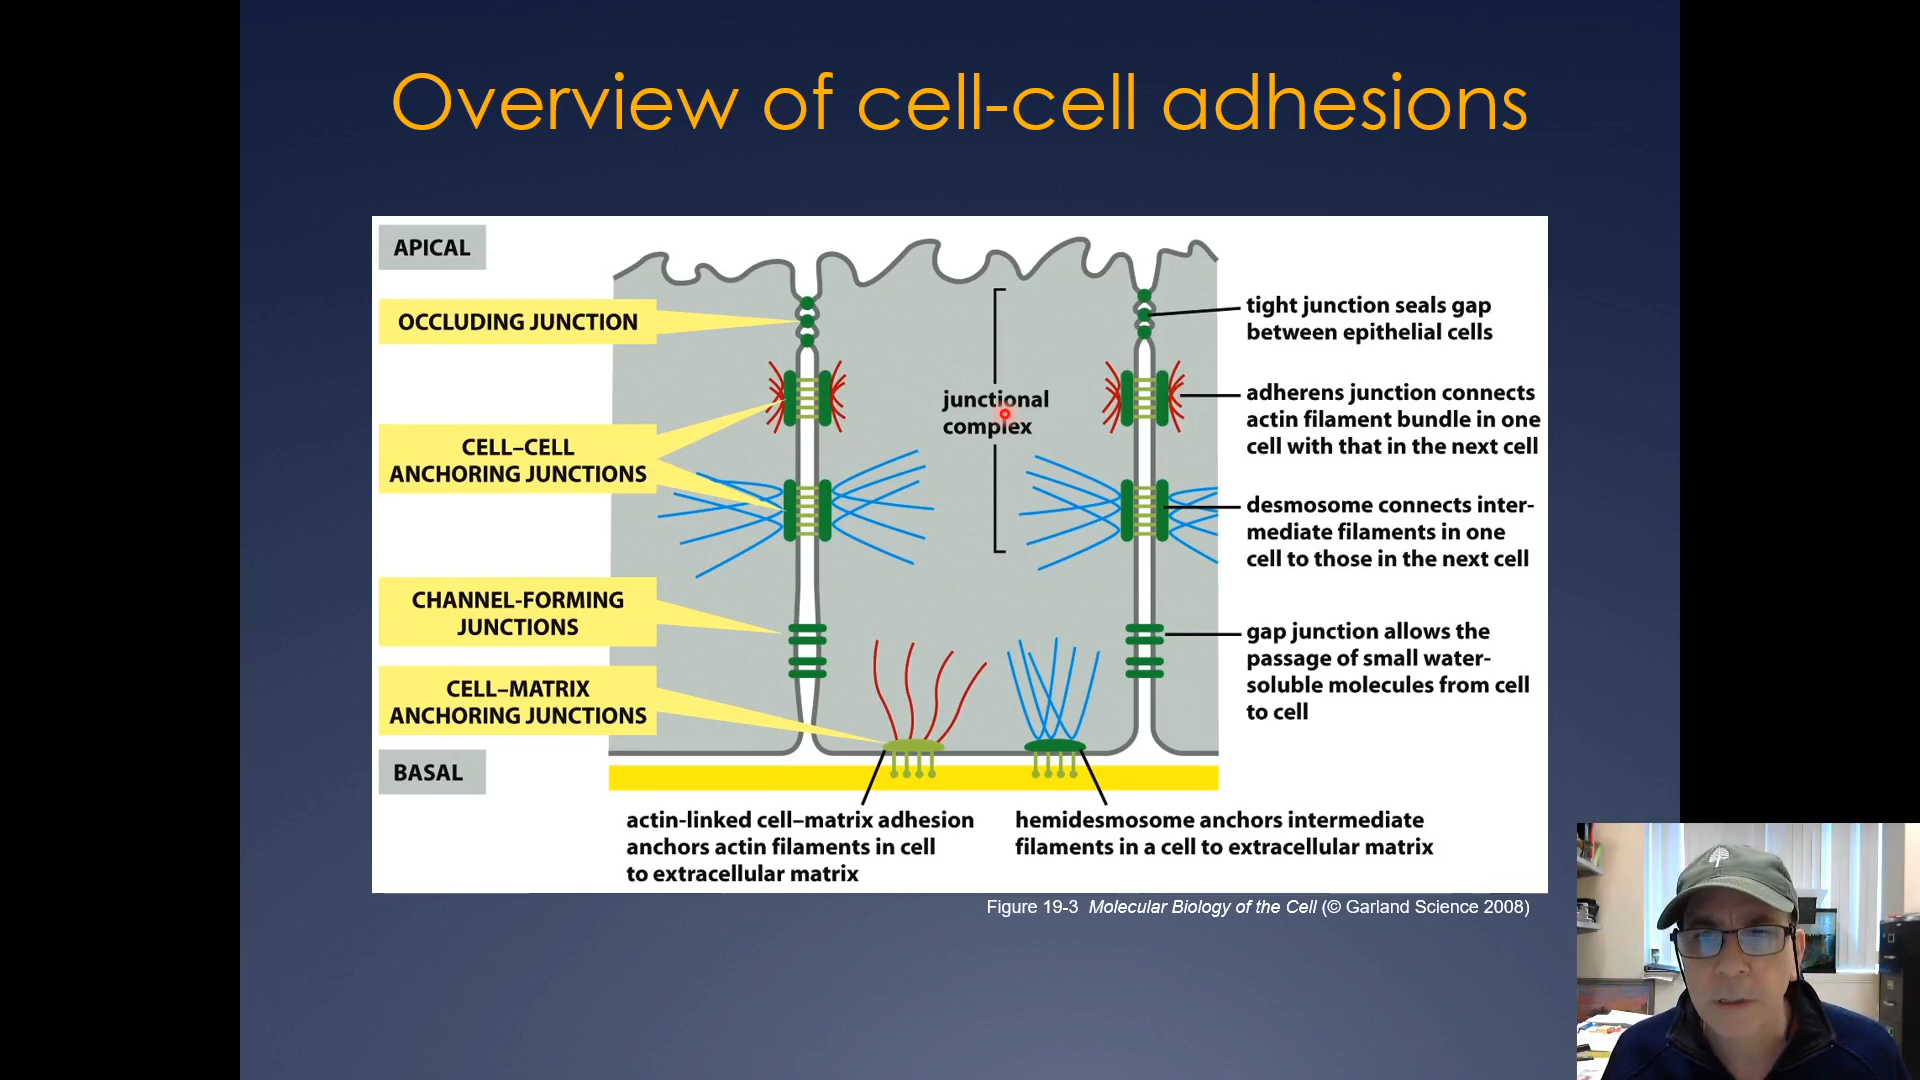 Overview of cell-cell adhesions
APICAL
OCCLUDING JUNCTION
CELL–CELL
ANCHORING JUNCTIONS
CHANNEL-FORMING
JUNCTIONS
CELL–MATRIX
ANCHORING JUNCTIONS
BASAL
junctional
complex
tight junction seals gap
between epithelial cells
adherens junction connects
actin filament bundle in one
cell with that in the next cell
desmosome connects inter-
mediate filaments in one
cell to those in the next cell
gap junction allows the
passage of small water-
soluble molecules from cell
to cell
actin-linked cell–matrix adhesion
anchors actin filaments in cell
to extracellular matrix
hemidesmosome anchors intermediate
filaments in a cell to extracellular matrix
Figure 19-3 Molecular Biology of the Cell (© Garland Science 2008)